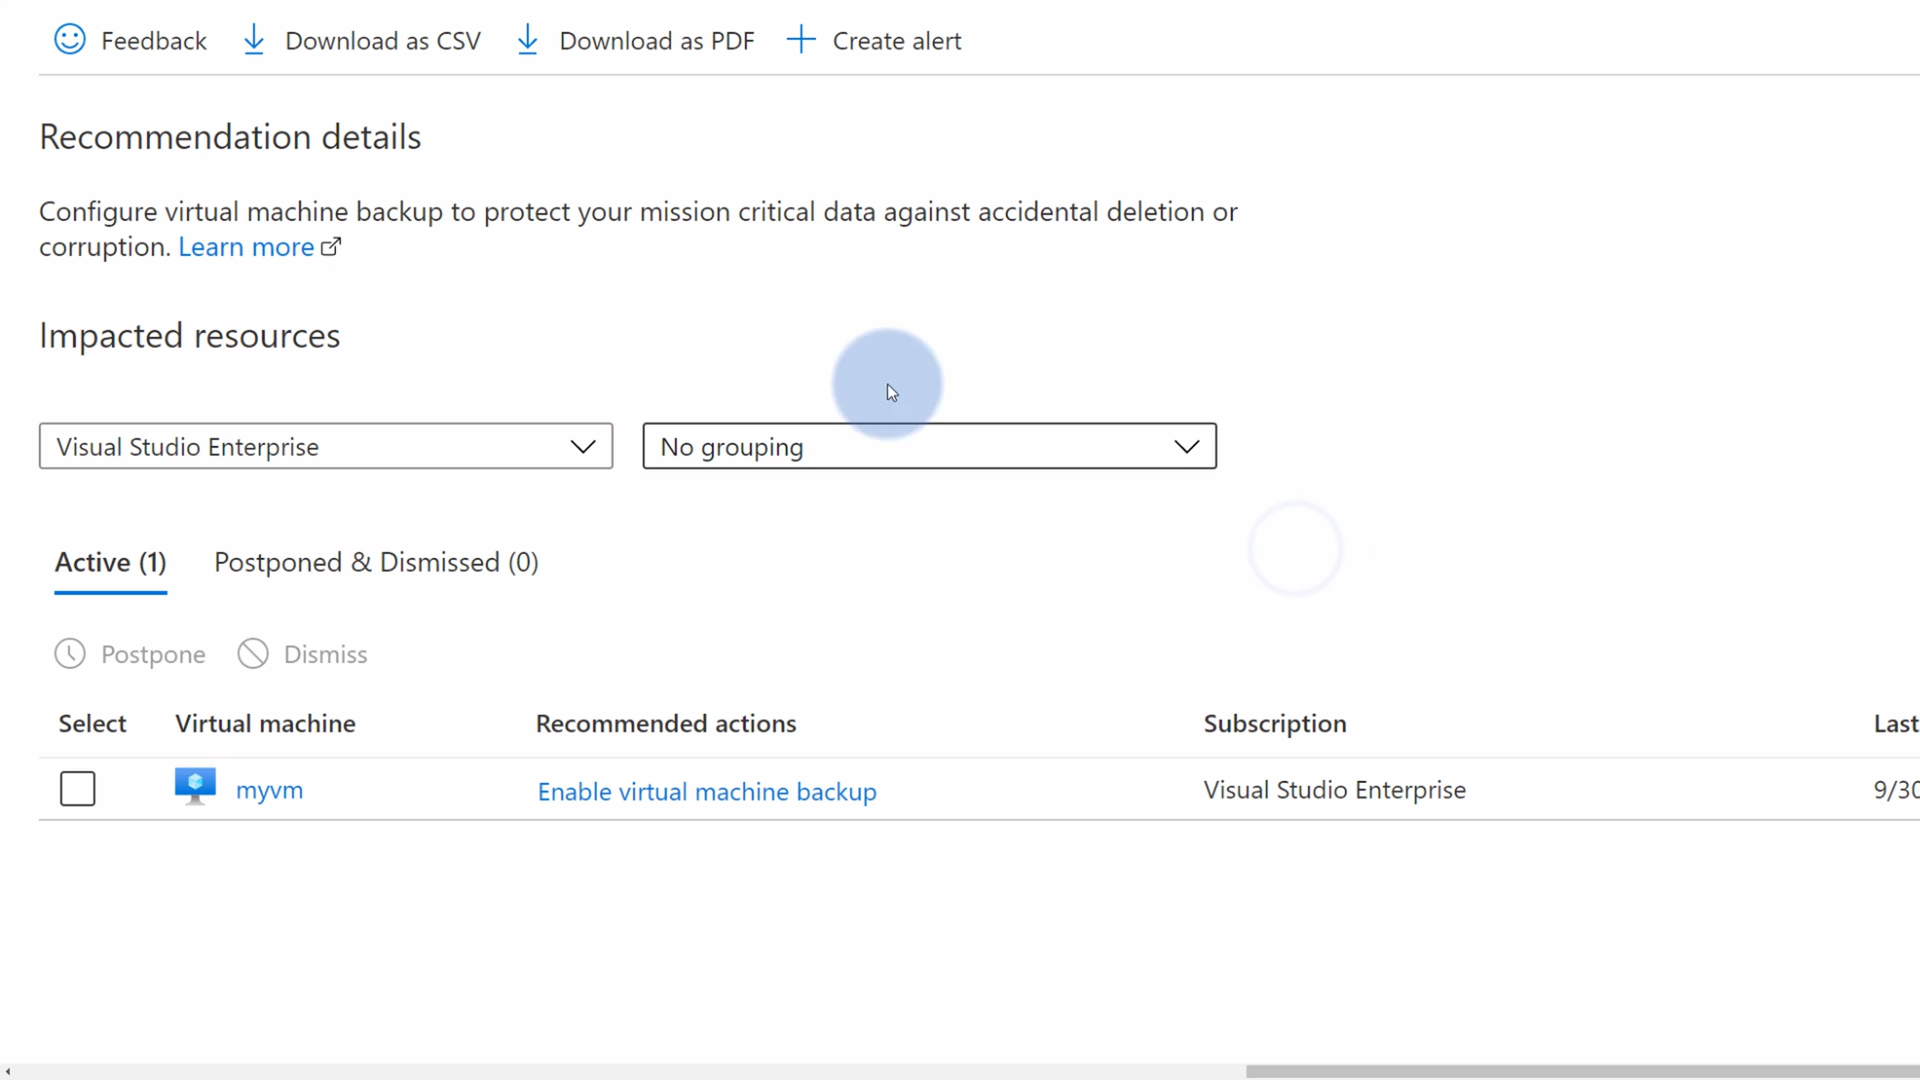 Feedback Download as CSV Download as PDF Create alert
Recommendation details
Configure virtual machine backup to protect your mission critical data against accidental deletion or
corruption. Learn more
Impacted resources
Visual Studio Enterprise No grouping
Active (1) Postponed & Dismissed (0)
Postpone Dismiss
Select Virtual machine Recommended actions Subscription Last
myvm Enable virtual machine backup Visual Studio Enterprise 9/30